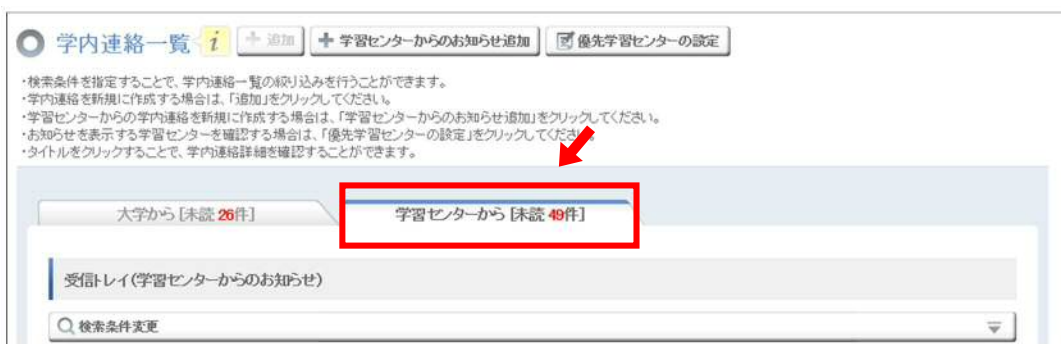 学内連絡一覧 i 追加 学習センターからのお知らせ追加 優先学習センターの設定
・検索条件を指定することで、学内連絡一覧の絞り込みを行うことができます。
・学内連絡を新規に作成する場合は、「追加」をクリックしてください。
・学習センターからの学内連絡を新規に作成する場合は、「学習センターからのお知らせ追加」をクリックしてください。
・お知らせを表示する学習センターを確認する場合は、「優先学習センターの設定」をクリックしてください。
・タイトルをクリックすることで、学内連絡詳細を確認することができます。
大学から [未読 26件] 学習センターから [未読 49件]
受信トレイ(学習センターからのお知らせ)
検索条件変更